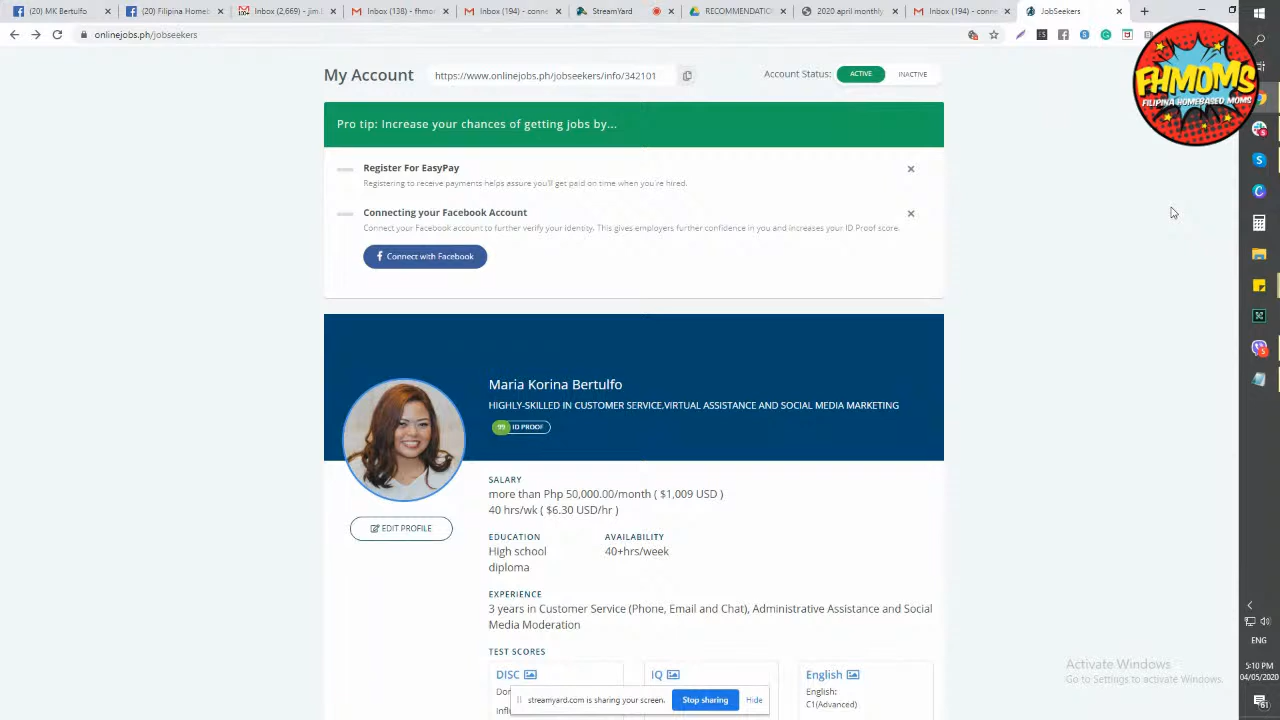 (20) MK Bertulfo
(20) Filipina Homeb
Inbox (2,669) - jm
Inbox (138) - fhmo
Inbox (194) - conne
StreamYard
RECOMMENDATION
2020 april monthly
Inbox (194) - conne
JobSeekers
onlinejobs.ph/jobseekers
FHMOMS
FILIPINA HOMEBASED MOMS
My Account
https://www.onlinejobs.ph/jobseekers/info/342101
Account Status:
ACTIVE
INACTIVE
Pro tip: Increase your chances of getting jobs by...
Register For EasyPay
Registering to receive payments helps assure you'll get paid on time when you're hired.
Connecting your Facebook Account
Connect your Facebook account to further verify your identity. This gives employers further confidence in you and increases your ID Proof score.
Connect with Facebook
Maria Korina Bertulfo
HIGHLY-SKILLED IN CUSTOMER SERVICE,VIRTUAL ASSISTANCE AND SOCIAL MEDIA MARKETING
99 ID PROOF
EDIT PROFILE
SALARY
more than Php 50,000.00/month ( $1,009 USD )
40 hrs/wk ( $6.30 USD/hr )
EDUCATION
High school
diploma
AVAILABILITY
40+hrs/week
EXPERIENCE
3 years in Customer Service (Phone, Email and Chat), Administrative Assistance and Social
Media Moderation
TEST SCORES
DISC
IQ
English
English:
C1(Advanced)
streamyard.com is sharing your screen.
Stop sharing
Hide
Activate Windows
Go to Settings to activate Windows.
ENG
5:10 PM
04/05/2020
61